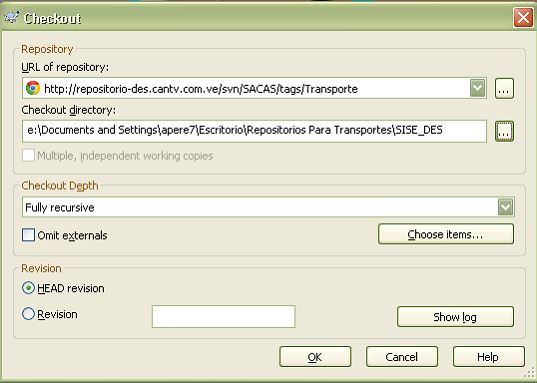 Checkout
Repository
URL of repository:
http://repositorio-des.cantv.com.ve/svn/SACAS/tags/Transporte
...
Checkout directory:
e:\Documents and Settings\apere7\Escritorio\Repositorios Para Transportes\SISE_DES
...
Multiple, independent working copies
Checkout Depth
Fully recursive
Omit externals
Choose items...
Revision
HEAD revision
Revision
Show log
OK Cancel Help